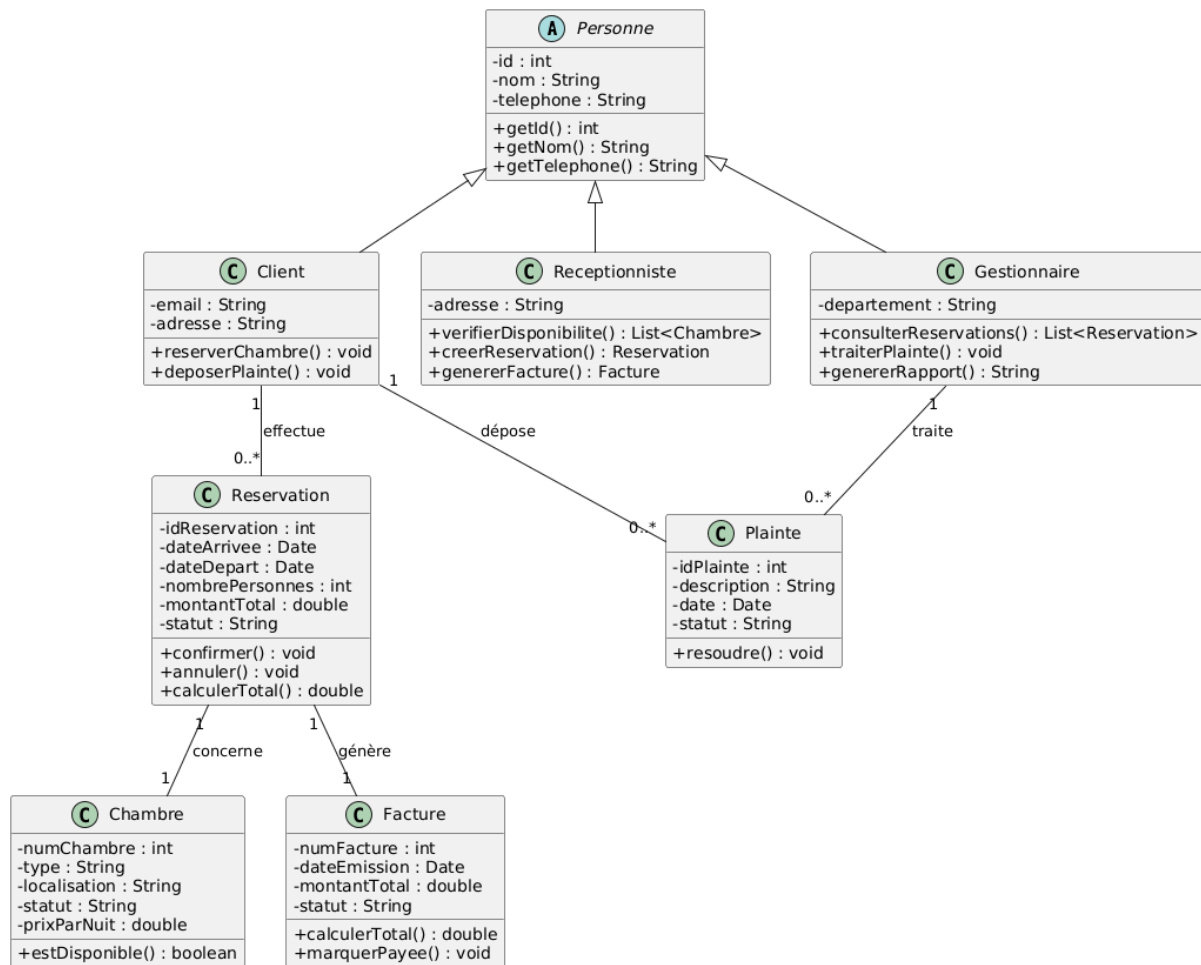 A Personne
-id : int
-nom : String
-telephone : String
+getId() : int
+getNom() : String
+getTelephone() : String
C Client
-email : String
-adresse : String
+reserverChambre() : void
+deposerPlainte() : void
C Receptionniste
-adresse : String
+verifierDisponibilite() : List<Chambre>
+creerReservation() : Reservation
+genererFacture() : Facture
C Gestionnaire
-departement : String
+consulterReservations() : List<Reservation>
+traiterPlainte() : void
+genererRapport() : String
1
effectue
0..*
1
dépose
0..*
1
traite
0..*
C Reservation
-idReservation : int
-dateArrivee : Date
-dateDepart : Date
-nombrePersonnes : int
-montantTotal : double
-statut : String
+confirmer() : void
+annuler() : void
+calculerTotal() : double
C Plainte
-idPlainte : int
-description : String
-date : Date
-statut : String
+resoudre() : void
1
concerne
1
1
génère
1
C Chambre
-numChambre : int
-type : String
-localisation : String
-statut : String
-prixParNuit : double
+estDisponible() : boolean
C Facture
-numFacture : int
-dateEmission : Date
-montantTotal : double
-statut : String
+calculerTotal() : double
+marquerPayee() : void